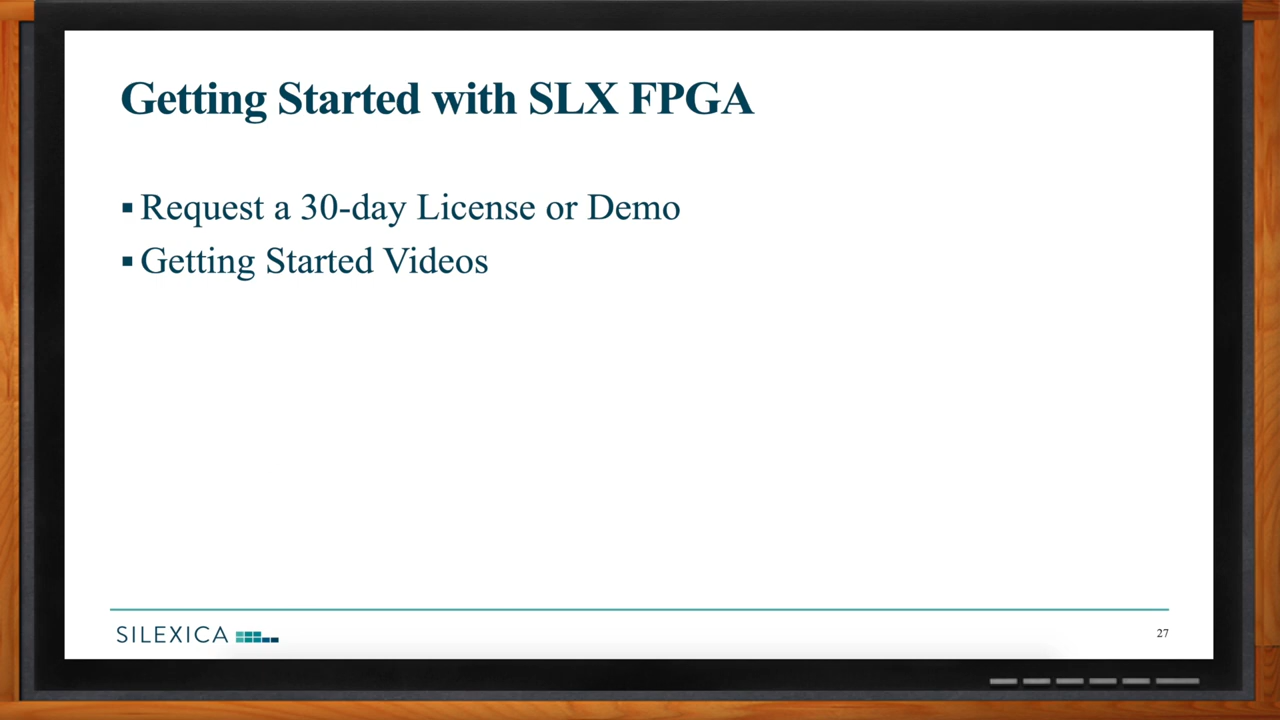 Getting Started with SLX FPGA
▪ Request a 30-day License or Demo
▪ Getting Started Videos
SILEXICA
27